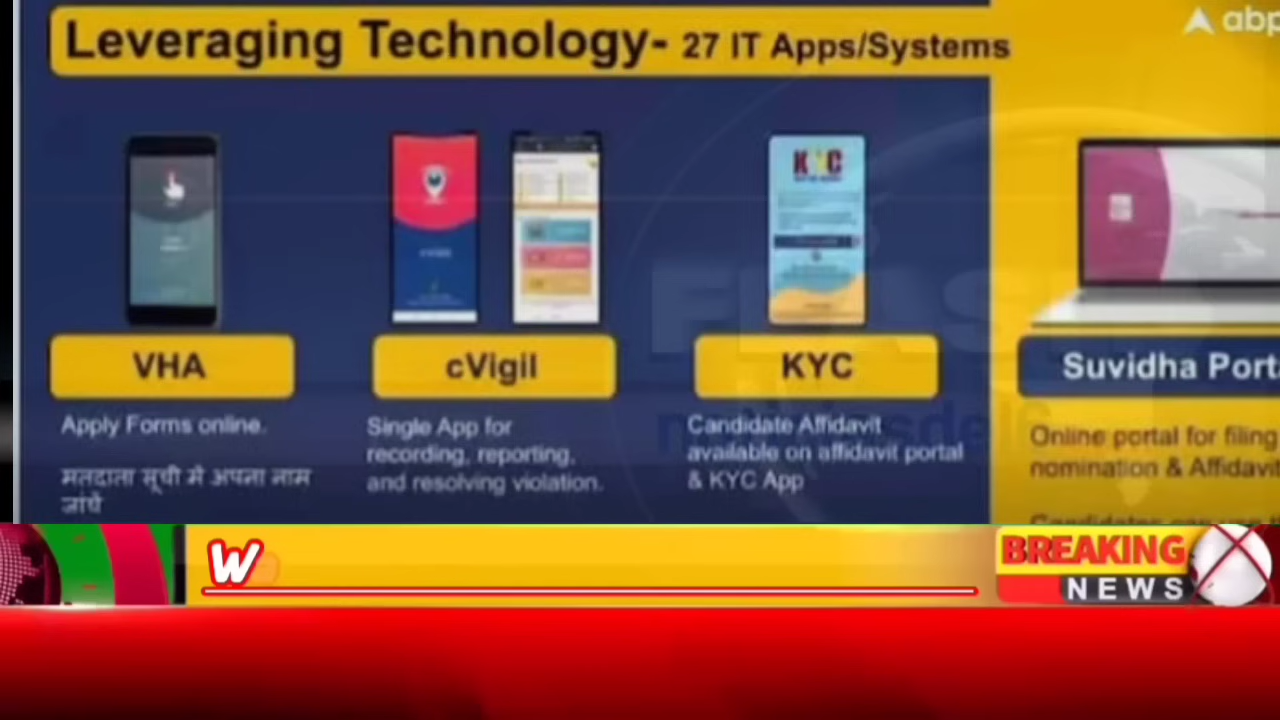 Leveraging Technology- 27 IT Apps/Systems
abp
KYC
VHA
cVigil
KYC
Suvidha Port
Apply Forms online.
मतदाता सूची मे अपना नाम
जांचे
Single App for
recording, reporting,
and resolving violation.
Candidate Affidavit
available on affidavit portal
& KYC App
Online portal for filing
nomination & Affidavit
W
BREAKING
NEWS